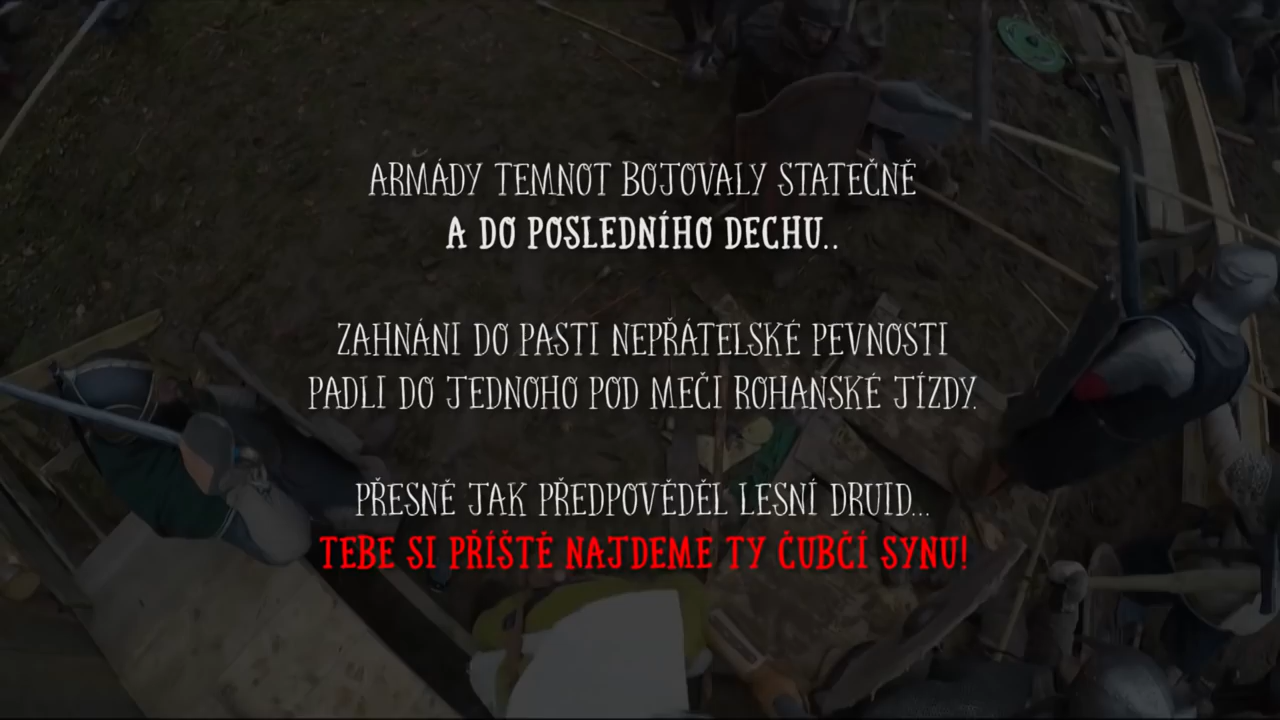 ARMÁDY TEMNOT BOJOVALY STATEČNĚ
A DO POSLEDNÍHO DECHU..
ZAHNÁNI DO PASTI NEPŘÁTELSKÉ PEVNOSTI
PADLI DO JEDNOHO POD MEČI ROHANSKÉ JÍZDY.
PŘESNĚ JAK PŘEDPOVĚDĚL LESNÍ DRUID...
TEBE SI PŘÍŠTĚ NAJDEME TY ČUBČÍ SYNU!